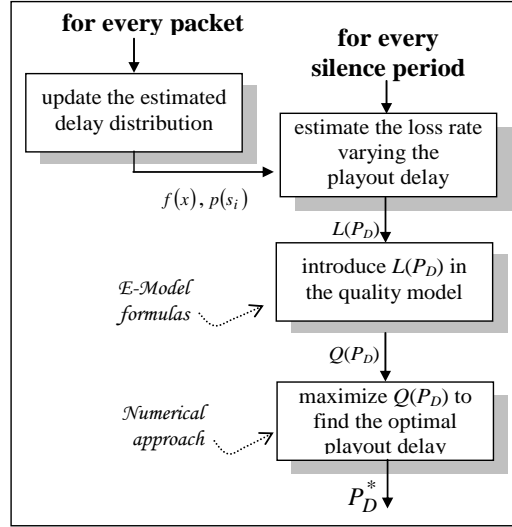 for every packet
update the estimated
delay distribution
for every
silence period
estimate the loss rate
varying the
playout delay
f(x), p(s_i)
L(P_D)
introduce L(P_D) in
the quality model
E-Model
formulas
Q(P_D)
maximize Q(P_D) to
find the optimal
playout delay
Numerical
approach
P_D^*